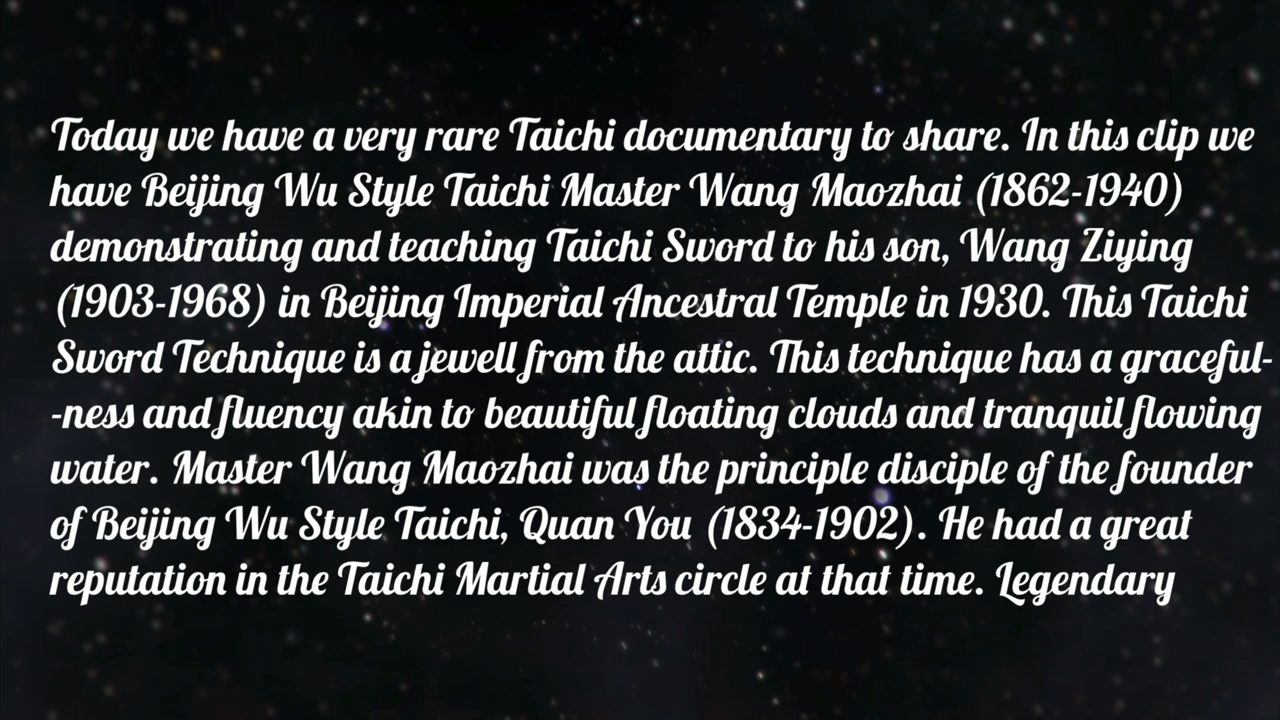 Today we have a very rare Taichi documentary to share. In this clip we
have Beijing Wu Style Taichi Master Wang Maozhai (1862-1940)
demonstrating and teaching Taichi Sword to his son, Wang Ziying
(1903-1968) in Beijing Imperial Ancestral Temple in 1930. This Taichi
Sword Technique is a jewell from the attic. This technique has a graceful-
-ness and fluency akin to beautiful floating clouds and tranquil flowing
water. Master Wang Maozhai was the principle disciple of the founder
of Beijing Wu Style Taichi, Quan You (1834-1902). He had a great
reputation in the Taichi Martial Arts circle at that time. Legendary